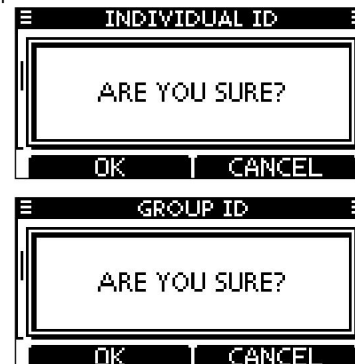 INDIVIDUAL ID
ARE YOU SURE?
OK CANCEL
GROUP ID
ARE YOU SURE?
OK CANCEL